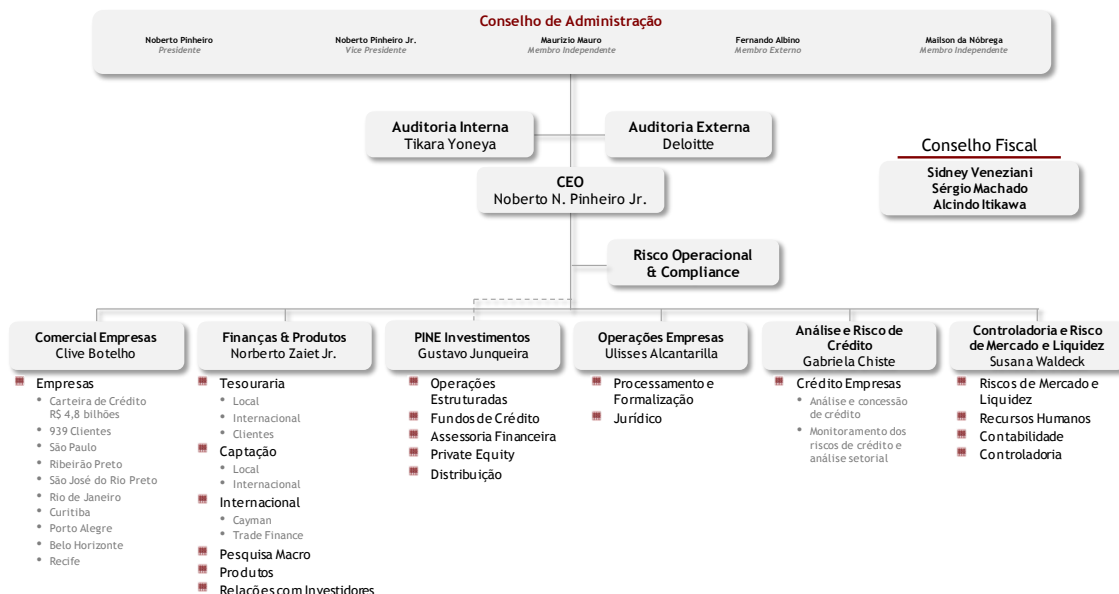 Conselho de Administração
Noberto Pinheiro
Presidente
Noberto Pinheiro Jr.
Vice Presidente
Maurizio Mauro
Membro Independente
Fernando Albino
Membro Externo
Mailson da Nòbrega
Membro Independente
Auditoria Interna
Tikara Yoneya
Auditoria Externa
Deloitte
Conselho Fiscal
Sidney Veneziani
Sérgio Machado
Alcindo Itikawa
CEO
Noberto N. Pinheiro Jr.
Risco Operacional
& Compliance
Comercial Empresas
Clive Botelho
Empresas
Carteira de Crédito
R$ 4,8 bilhões
939 Clientes
São Paulo
Ribeirão Preto
São José do Rio Preto
Rio de Janeiro
Curitiba
Porto Alegre
Belo Horizonte
Recife
Finanças & Produtos
Norberto Zaiet Jr.
Tesouraria
Local
Internacional
Clientes
Captação
Local
Internacional
Internacional
Cayman
Trade Finance
Pesquisa Macro
Produtos
Relações com Investidores
PINE Investimentos
Gustavo Junqueira
Operações
Estruturadas
Fundos de Crédito
Assessoria Financeira
Private Equity
Distribuição
Operações Empresas
Ulisses Alcantarilla
Processamento e
Formalização
Jurídico
Análise e Risco de
Crédito
Gabriela Chiste
Crédito Empresas
Análise e concessão
de crédito
Monitoramento dos
riscos de crédito e
análise setorial
Controladoria e Risco
de Mercado e Liquidez
Susana Waldeck
Riscos de Mercado e
Liquidez
Recursos Humanos
Contabilidade
Controladoria